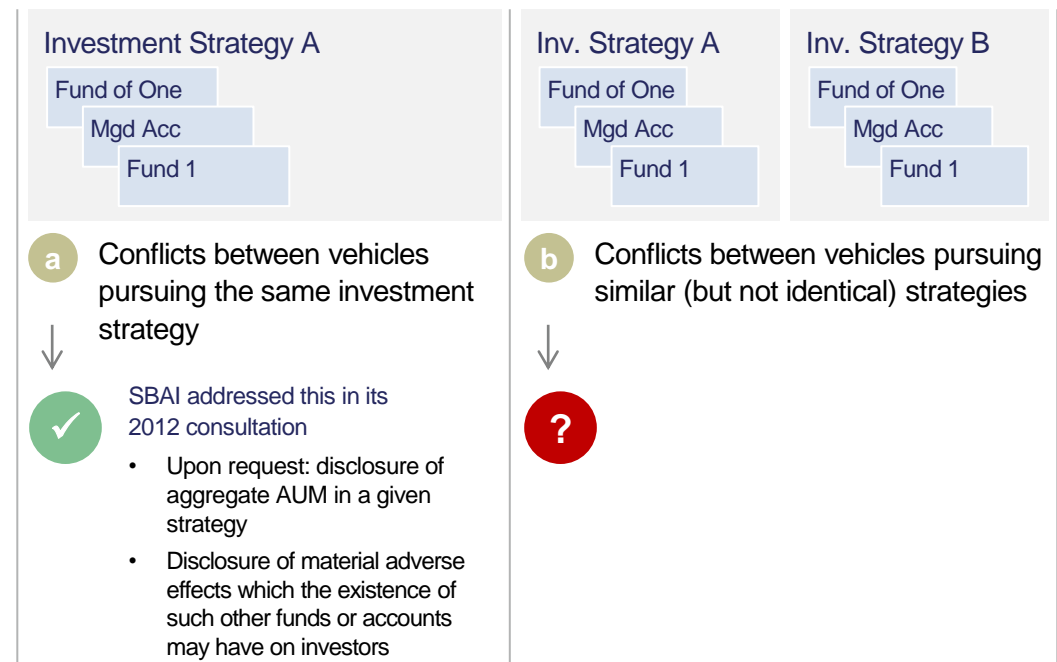 Investment Strategy A
Fund of One
Mgd Acc
Fund 1
a
Conflicts between vehicles
pursuing the same investment
strategy
✓
SBAI addressed this in its
2012 consultation
• Upon request: disclosure of
aggregate AUM in a given
strategy
• Disclosure of material adverse
effects which the existence of
such other funds or accounts
may have on investors
Inv. Strategy A
Fund of One
Mgd Acc
Fund 1
Inv. Strategy B
Fund of One
Mgd Acc
Fund 1
b
Conflicts between vehicles pursuing
similar (but not identical) strategies
?